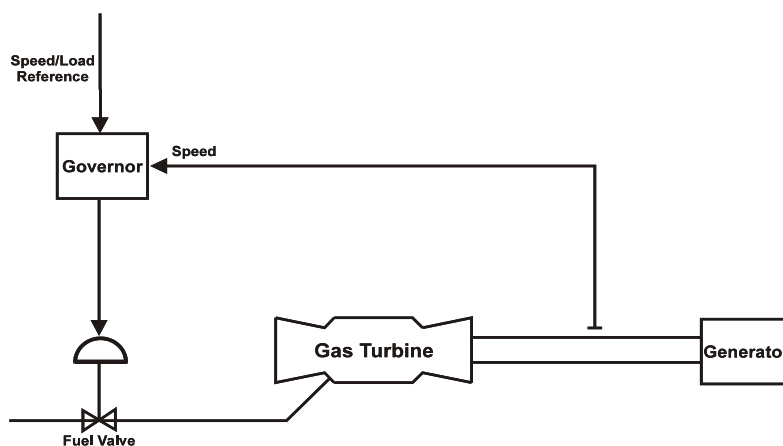 Speed/Load
Reference
Governor
Speed
Gas Turbine
Generato
Fuel Valve